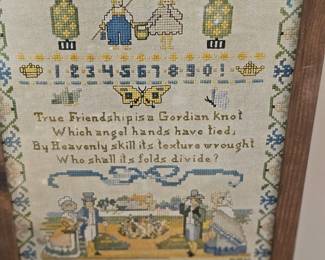 1234567890
True Friendship is a Gordian Knot
Which angel hands have tied;
By Heavenly skill its texture wrought
Who shall its folds divide?